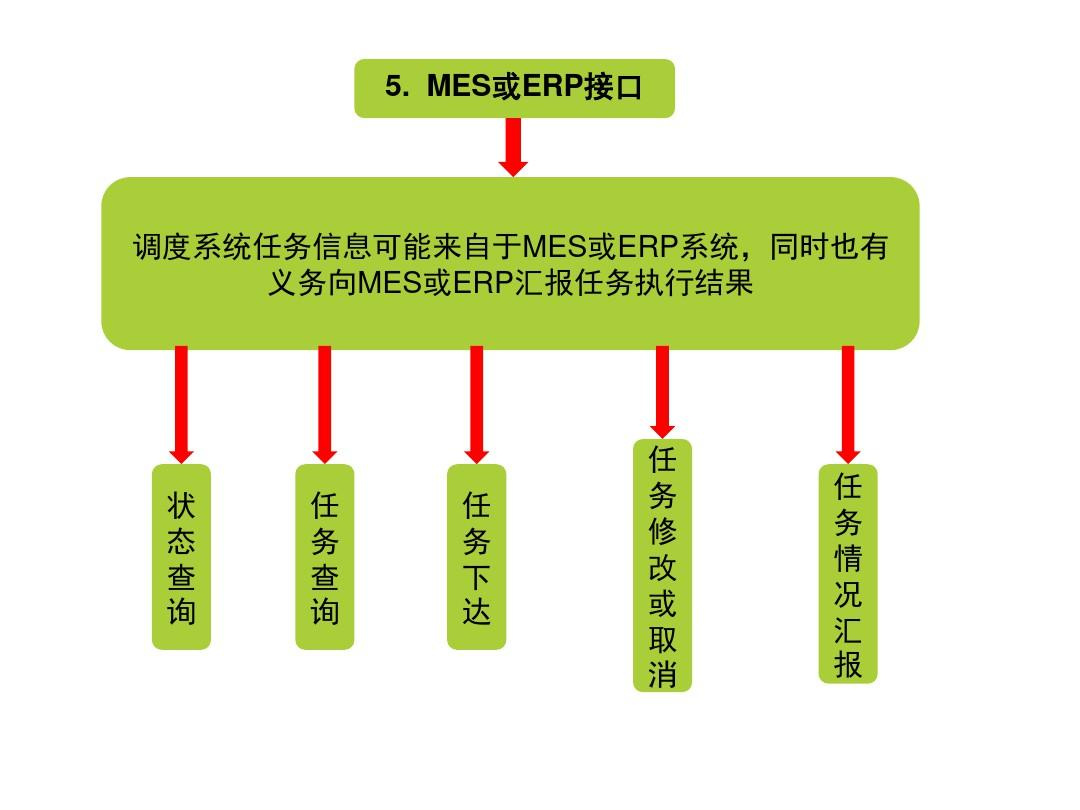 5. MES或ERP接口
调度系统任务信息可能来自于MES或ERP系统，同时也有
义务向MES或ERP汇报任务执行结果
状态查询
任务查询
任务下达
任务修改或取消
任务情况汇报